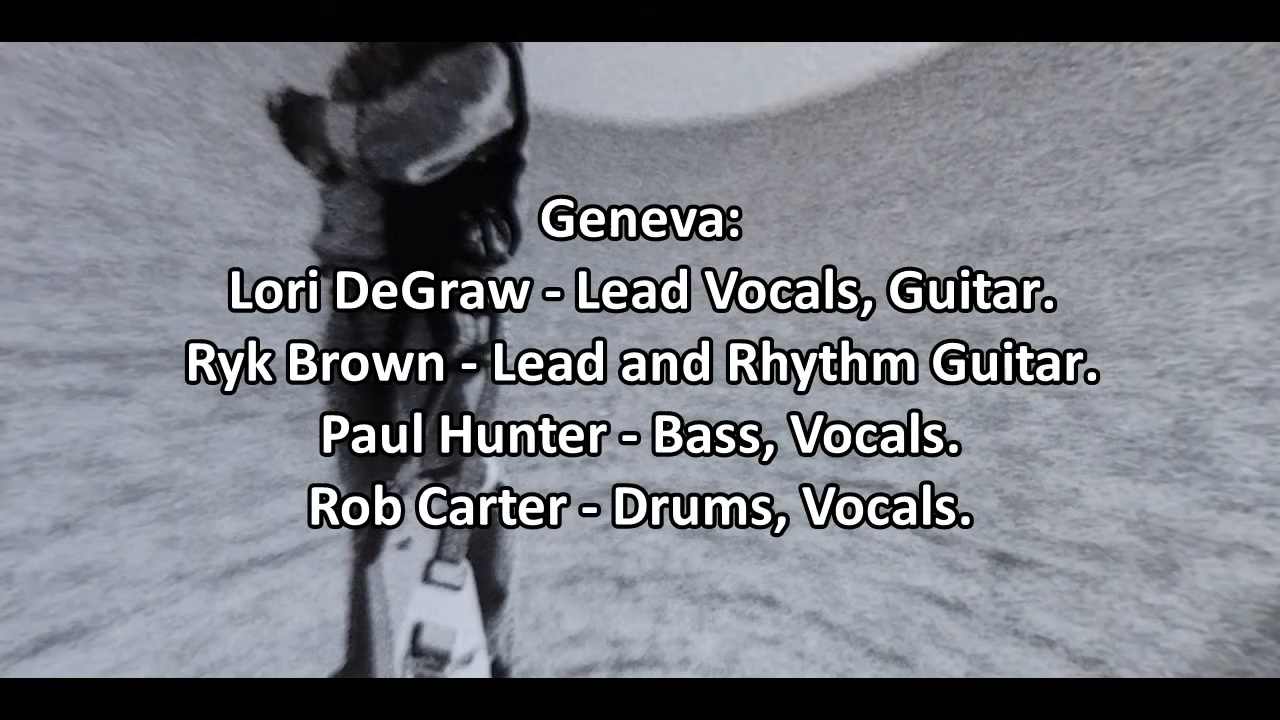 Geneva:
Lori DeGraw - Lead Vocals, Guitar.
Ryk Brown - Lead and Rhythm Guitar.
Paul Hunter - Bass, Vocals.
Rob Carter - Drums, Vocals.